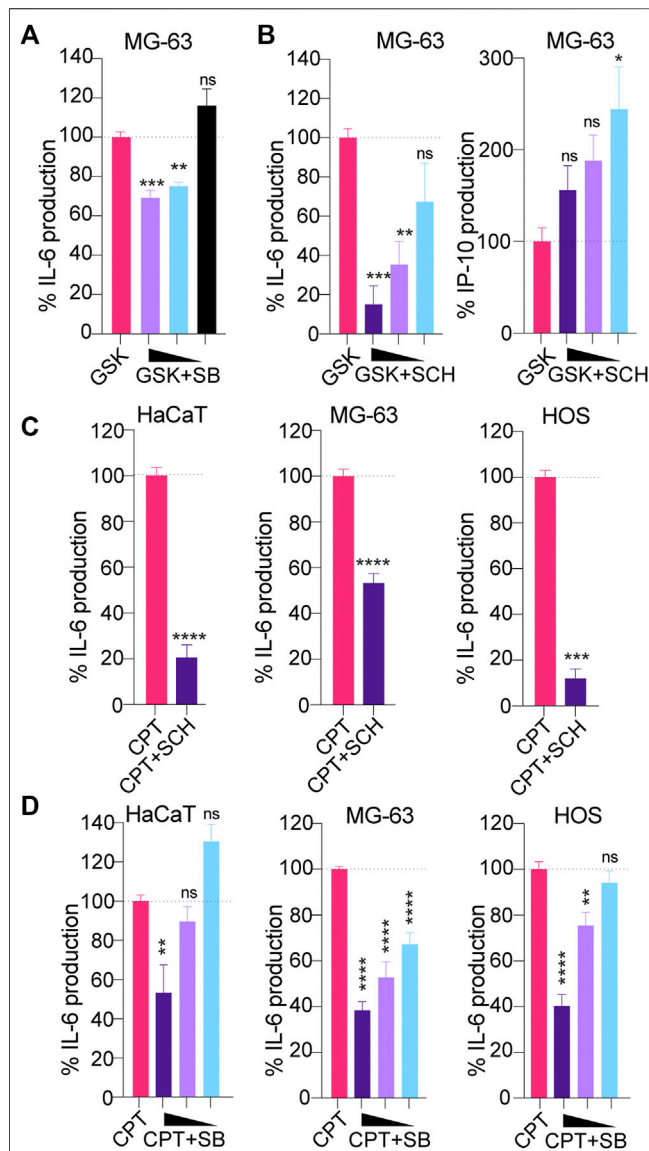 A
MG-63
% IL-6 production
140
120
100
80
60
40
20
0
***
**
ns
GSK
GSK+SB
B
MG-63
% IL-6 production
120
100
80
60
40
20
0
***
**
ns
GSK
GSK+SCH
MG-63
% IP-10 production
300
200
100
0
ns
ns
*
GSK
GSK+SCH
C
HaCaT
% IL-6 production
120
100
80
60
40
20
0
****
CPT
CPT+SCH
MG-63
% IL-6 production
120
100
80
60
40
20
0
****
CPT
CPT+SCH
HOS
% IL-6 production
120
100
80
60
40
20
0
***
CPT
CPT+SCH
D
HaCaT
% IL-6 production
140
120
100
80
60
40
20
0
**
ns
ns
CPT
CPT+SB
MG-63
% IL-6 production
120
100
80
60
40
20
0
****
****
****
CPT
CPT+SB
HOS
% IL-6 production
120
100
80
60
40
20
0
****
**
ns
CPT
CPT+SB